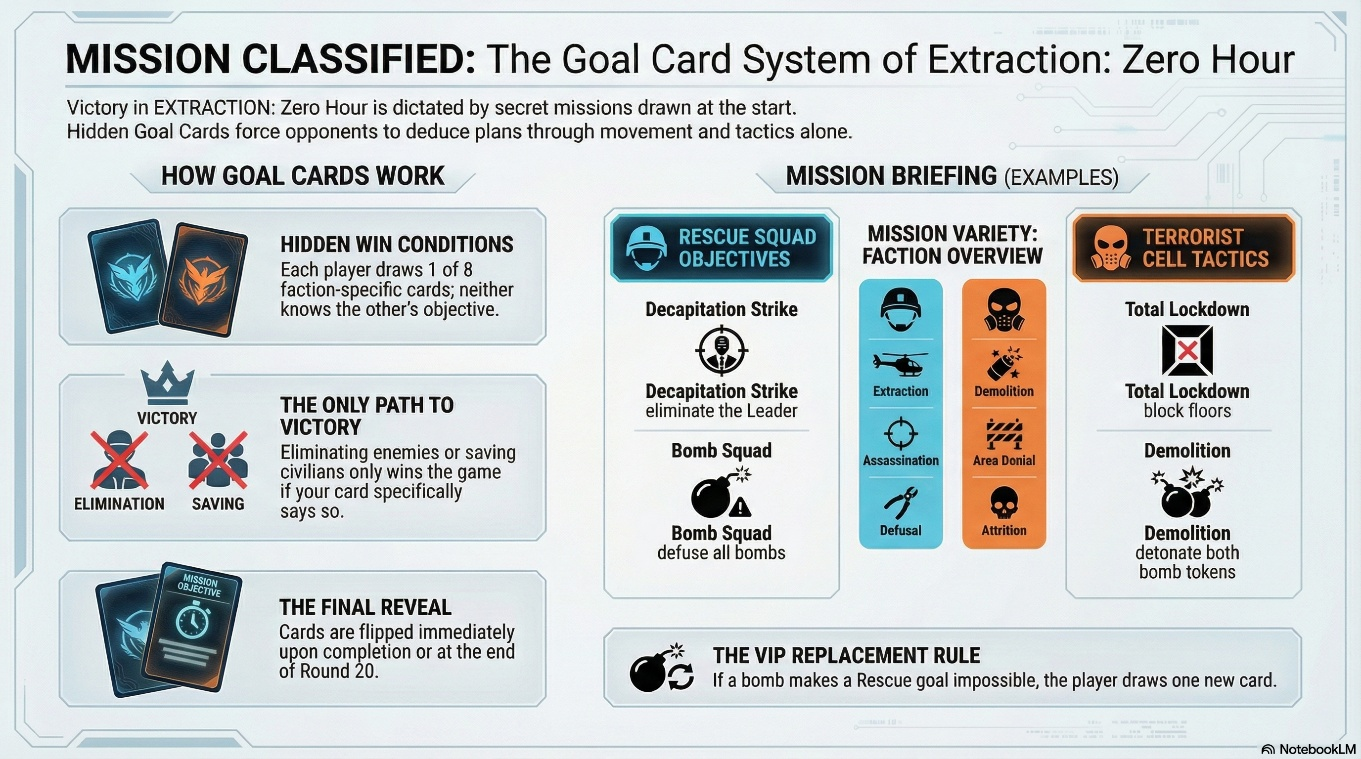 MISSION CLASSIFIED: The Goal Card System of Extraction: Zero Hour
Victory in EXTRACTION: Zero Hour is dictated by secret missions drawn at the start.
Hidden Goal Cards force opponents to deduce plans through movement and tactics alone.
HOW GOAL CARDS WORK
HIDDEN WIN CONDITIONS
Each player draws 1 of 8
faction-specific cards; neither
knows the other's objective.
VICTORY
ELIMINATION
SAVING
THE ONLY PATH TO
VICTORY
Eliminating enemies or saving
civilians only wins the game
if your card specifically
says so.
MISSION
OBJECTIVE
THE FINAL REVEAL
Cards are flipped immediately
upon completion or at the end
of Round 20.
MISSION BRIEFING (EXAMPLES)
RESCUE SQUAD
OBJECTIVES
Decapitation Strike
Decapitation Strike
eliminate the Leader
Bomb Squad
Bomb Squad
defuse all bombs
MISSION VARIETY:
FACTION OVERVIEW
Extraction
Assassination
Defusal
Demolition
Area Denial
Attrition
TERRORIST
CELL TACTICS
Total Lockdown
Total Lockdown
block floors
Demolition
Demolition
detonate both
bomb tokens
THE VIP REPLACEMENT RULE
If a bomb makes a Rescue goal impossible, the player draws one new card.
NotebookLM